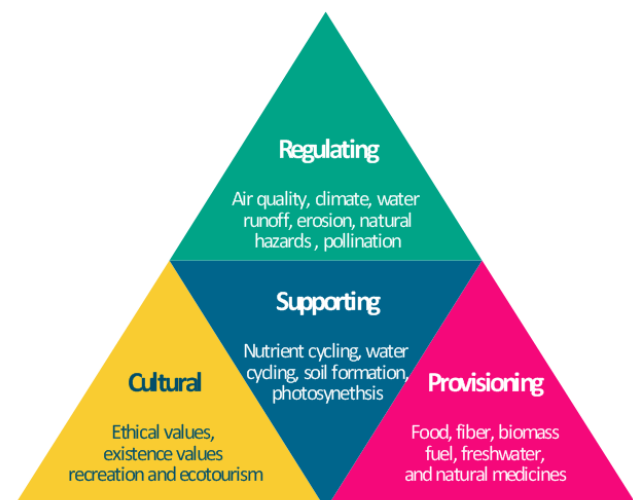 Regulating
Air quality, climate, water
runoff, erosion, natural
hazards , pollination
Supporting
Nutrient cycling, water
cycling, soil formation,
photosynethsis
Cultural
Ethical values,
existence values
recreation and ecotourism
Provisioning
Food, fiber, biomass
fuel, freshwater,
and natural medicines